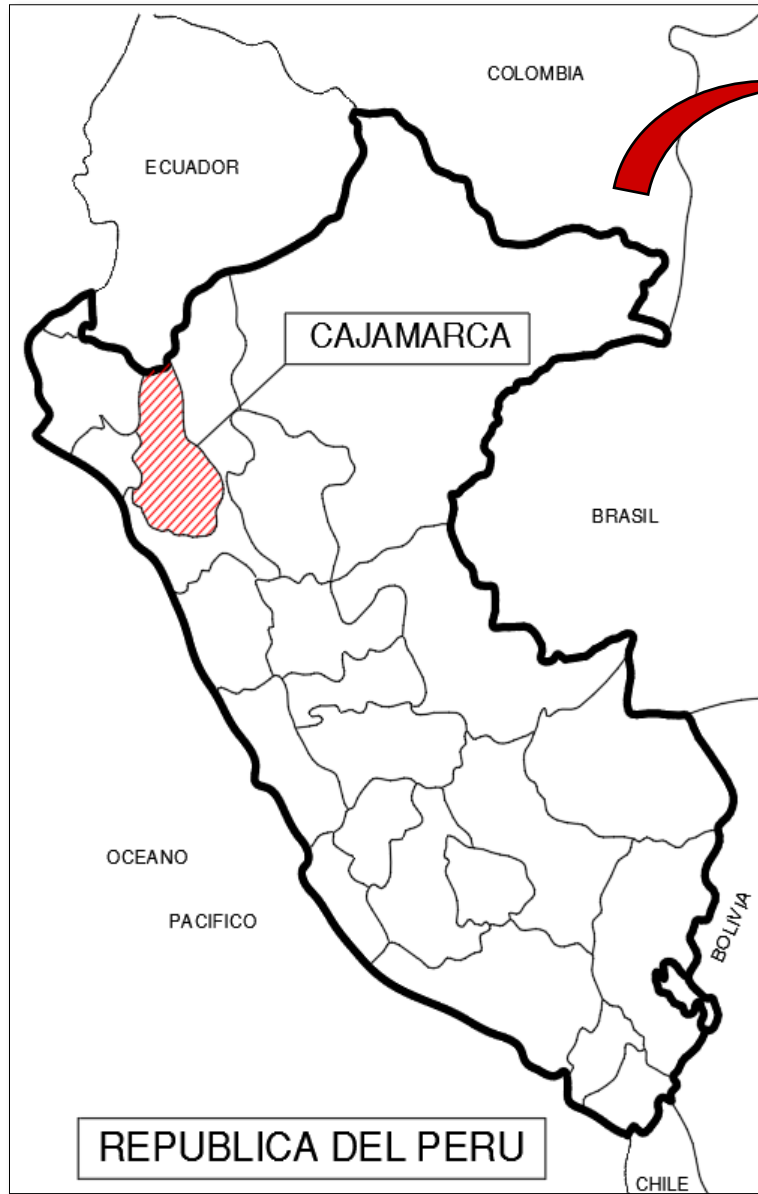 COLOMBIA
ECUADOR
CAJAMARCA
BRASIL
OCEANO
PACIFICO
BOLIVIA
REPUBLICA DEL PERU
CHILE